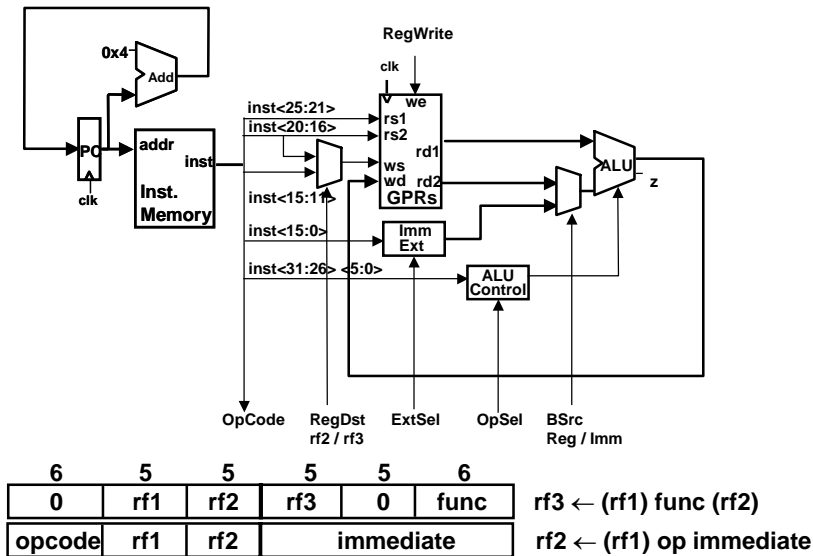 RegWrite
0x4
Add
clk
we
inst<25:21>
rs1
inst<20:16>
rs2
PC
addr
inst
rd1
ALU
ws
wd
rd2
GPRs
z
clk
Inst.
Memory
inst<15:11>
inst<15:0>
Imm
Ext
inst<31:26> <5:0>
ALU
Control
OpCode
RegDst
rf2 / rf3
ExtSel
OpSel
BSrc
Reg / Imm
6 5 5 5 5 6
0 rf1 rf2 rf3 0 func rf3 ← (rf1) func (rf2)
opcode rf1 rf2 immediate rf2 ← (rf1) op immediate